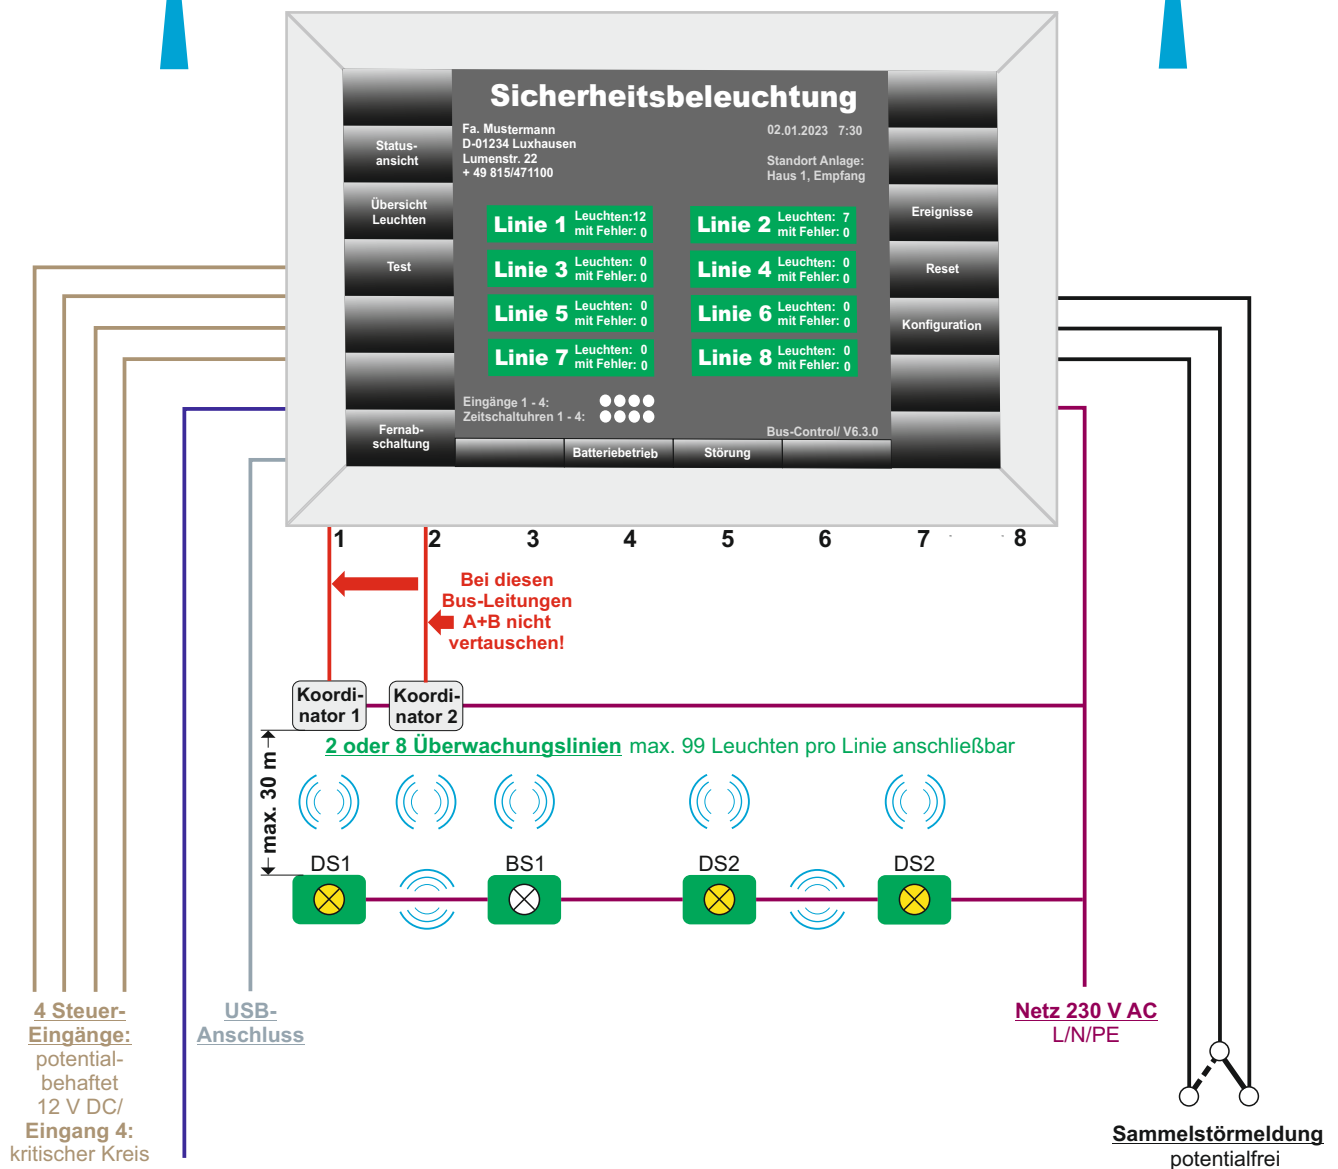 Sicherheitsbeleuchtung
Fa. Mustermann
D-01234 Luxhausen
Lumenstr. 22
+ 49 815/471100
02.01.2023 7:30
Standort Anlage:
Haus 1, Empfang
Status-
ansicht
Übersicht
Leuchten
Test
Fernab-
schaltung
Linie 1 Leuchten:12
mit Fehler: 0
Linie 2 Leuchten: 7
mit Fehler: 0
Linie 3 Leuchten: 0
mit Fehler: 0
Linie 4 Leuchten: 0
mit Fehler: 0
Linie 5 Leuchten: 0
mit Fehler: 0
Linie 6 Leuchten: 0
mit Fehler: 0
Linie 7 Leuchten: 0
mit Fehler: 0
Linie 8 Leuchten: 0
mit Fehler: 0
Ereignisse
Reset
Konfiguration
Eingänge 1 - 4:
Zeitschaltuhren 1 - 4:
Bus-Control/ V6.3.0
Batteriebetrieb
Störung
1 2 3 4 5 6 7 8
Bei diesen
Bus-Leitungen
A+B nicht
vertauschen!
Koordi-
nator 1
Koordi-
nator 2
2 oder 8 Überwachungslinien max. 99 Leuchten pro Linie anschließbar
max. 30 m
DS1 BS1 DS2 DS2
4 Steuer-
Eingänge:
potential-
behaftet
12 V DC/
Eingang 4:
kritischer Kreis
USB-
Anschluss
Netz 230 V AC
L/N/PE
Sammelstörmeldung
potentialfrei